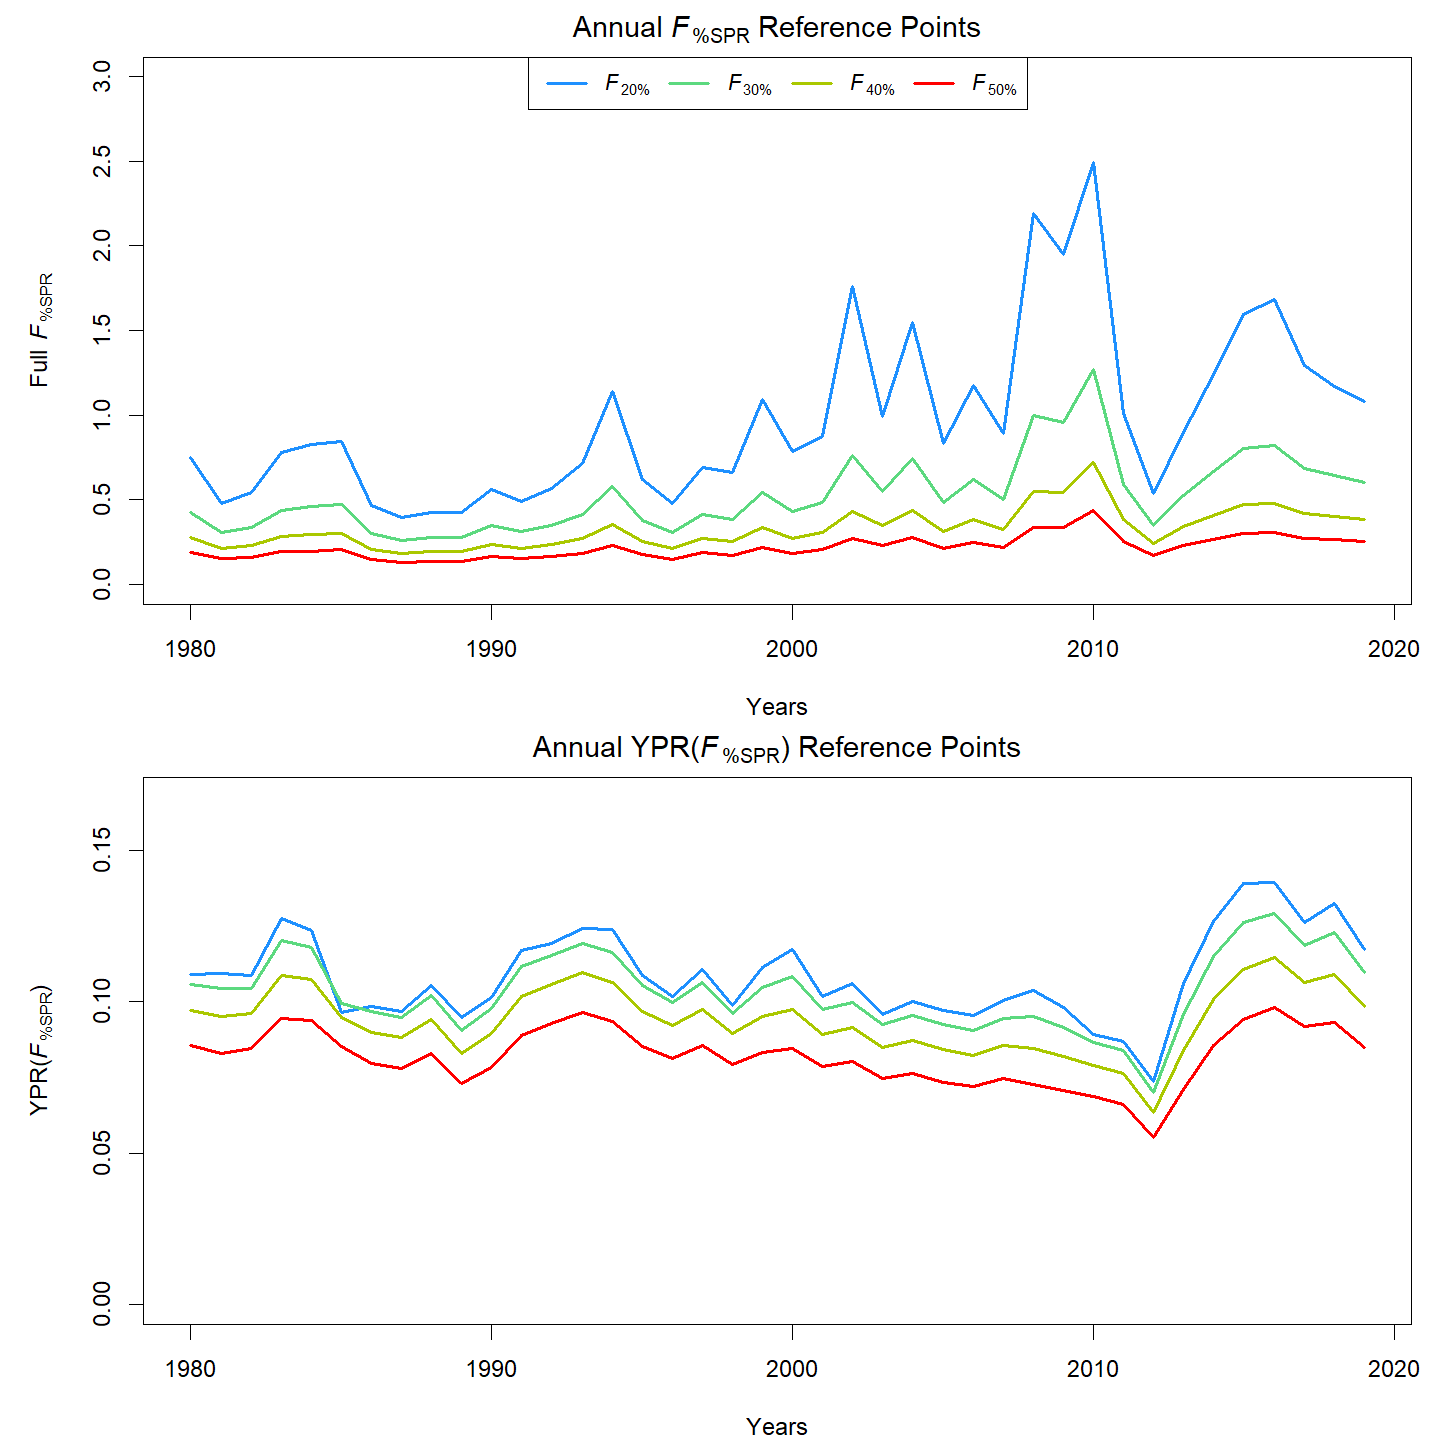 Annual F%SPR Reference Points
F20% F30% F40% F50%
3.0
2.5
2.0
1.5
1.0
0.5
0.0
Full F%SPR
1980 1990 2000 2010 2020
Years
Annual YPR(F%SPR) Reference Points
0.15
0.10
0.05
0.00
YPR(F%SPR)
1980 1990 2000 2010 2020
Years